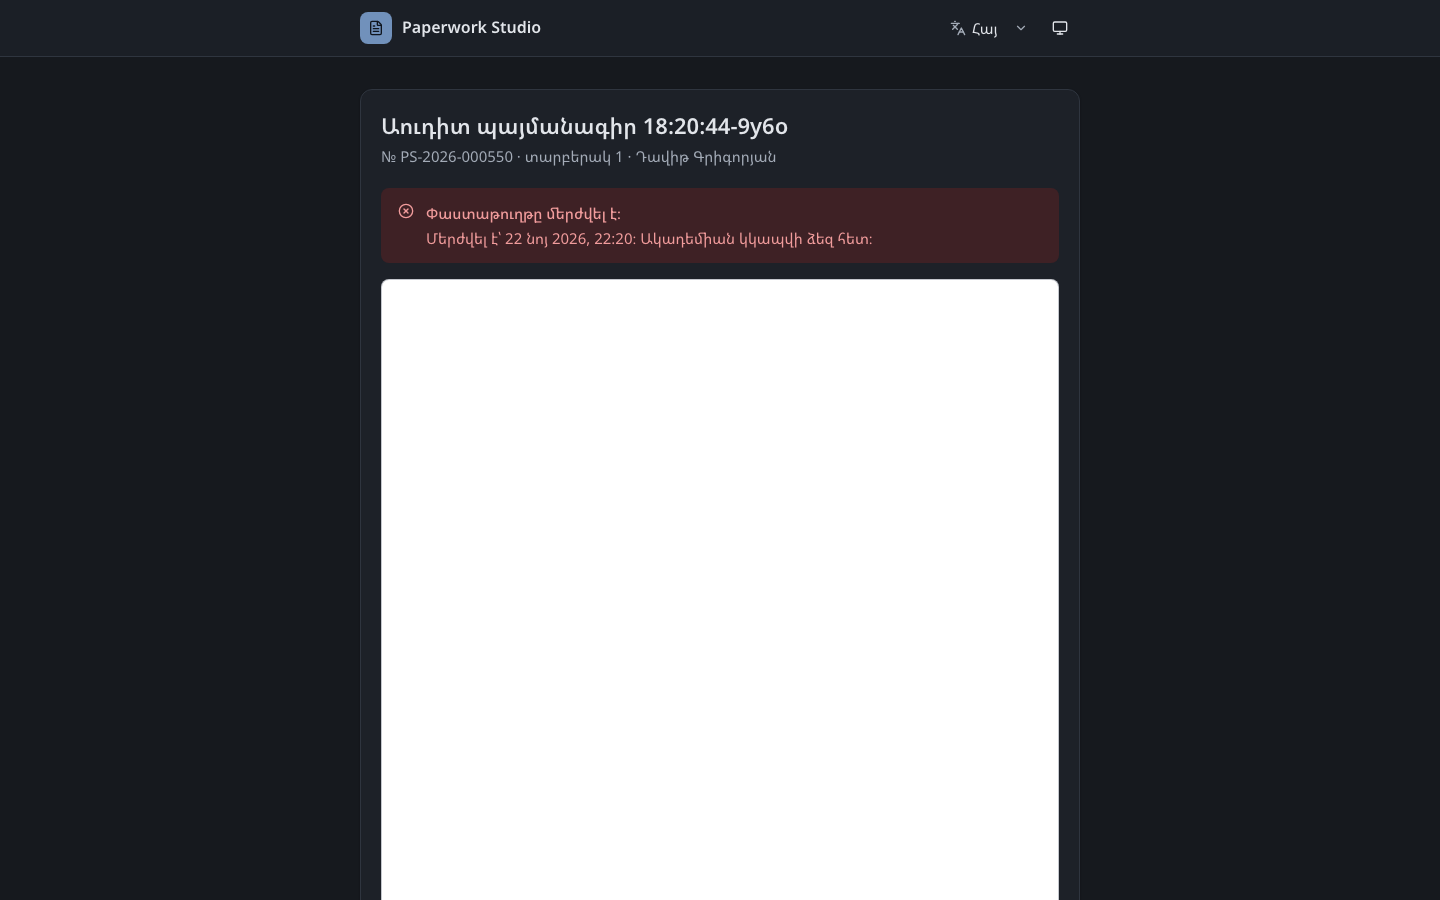 Paperwork Studio
Հայ
Աուդիտ պայմանագիր 18:20:44-9y6o
№ PS-2026-000550 · տարբերակ 1 · Դավիթ Գրիգորյան
Փաստաթուղթը մերժվել է։
Մերժվել է՝ 22 նոյ 2026, 22:20։ Ակադեմիան կկապվի ձեզ հետ։